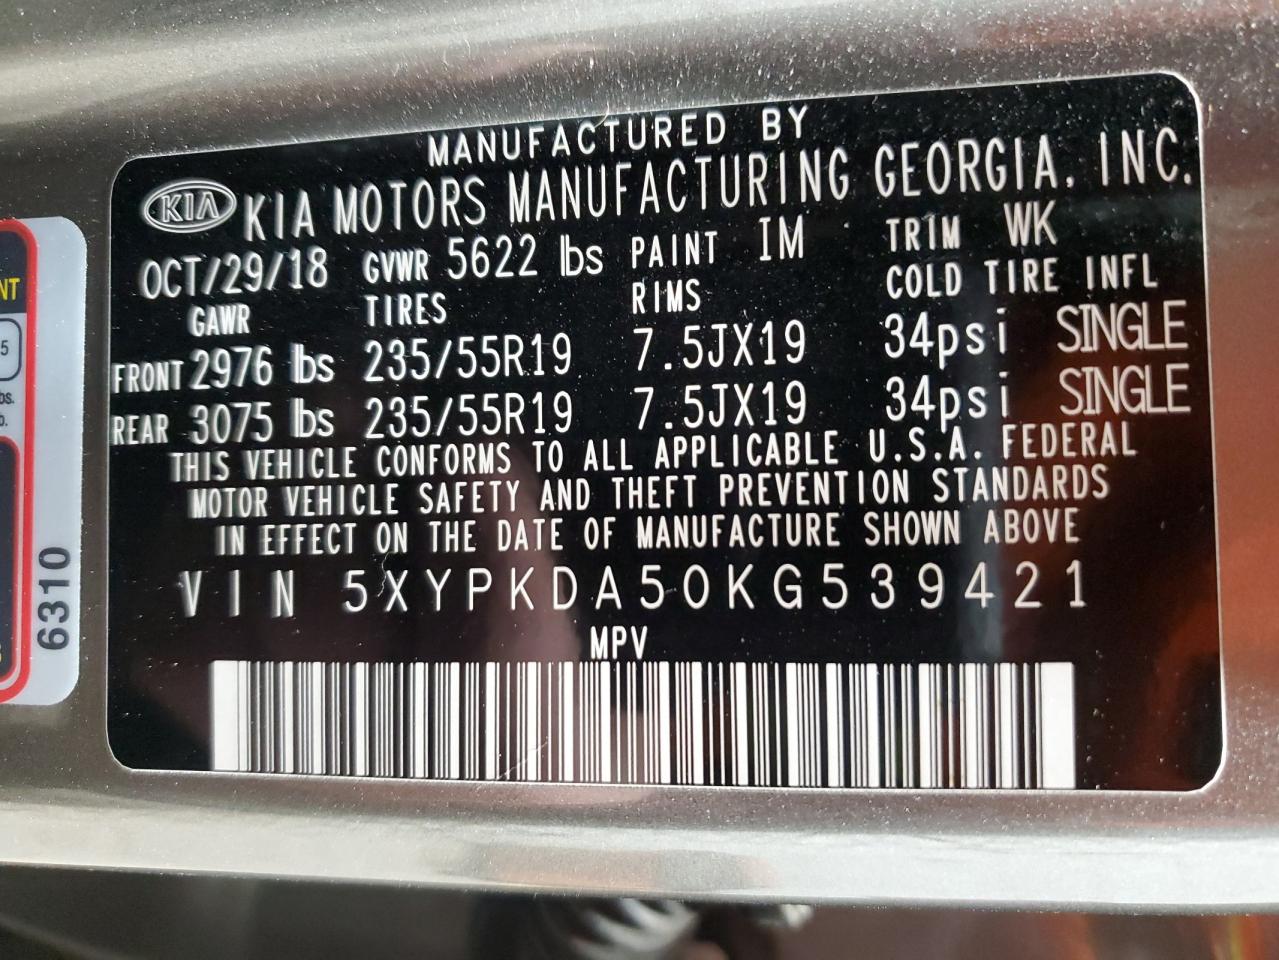 MANUFACTURED BY
KIA KIA MOTORS MANUFACTURING GEORGIA, INC.
OCT/29/18 GVWR 5622 lbs PAINT IM TRIM WK
GAWR TIRES RIMS COLD TIRE INFL
FRONT 2976 lbs 235/55R19 7.5JX19 34psi SINGLE
REAR 3075 lbs 235/55R19 7.5JX19 34psi SINGLE
THIS VEHICLE CONFORMS TO ALL APPLICABLE U.S.A. FEDERAL
MOTOR VEHICLE SAFETY AND THEFT PREVENTION STANDARDS
IN EFFECT ON THE DATE OF MANUFACTURE SHOWN ABOVE
VIN 5XYPKDA50KG539421
MPV
6310